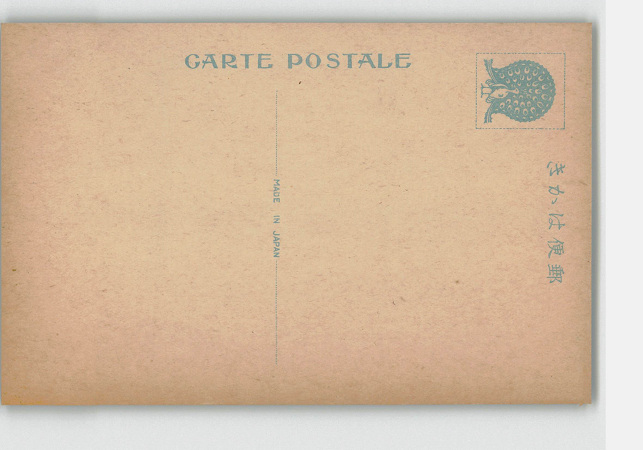 CARTE POSTALE
MADE IN JAPAN
きかは便郵